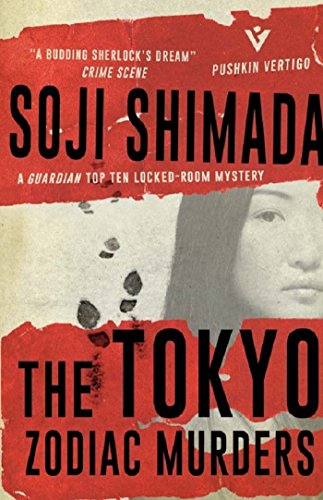 "A BUDDING SHERLOCK'S DREAM"
CRIME SCENE
PUSHKIN VERTIGO
SOJI SHIMADA
A GUARDIAN TOP TEN LOCKED-ROOM MYSTERY
THE TOKYO
ZODIAC MURDERS